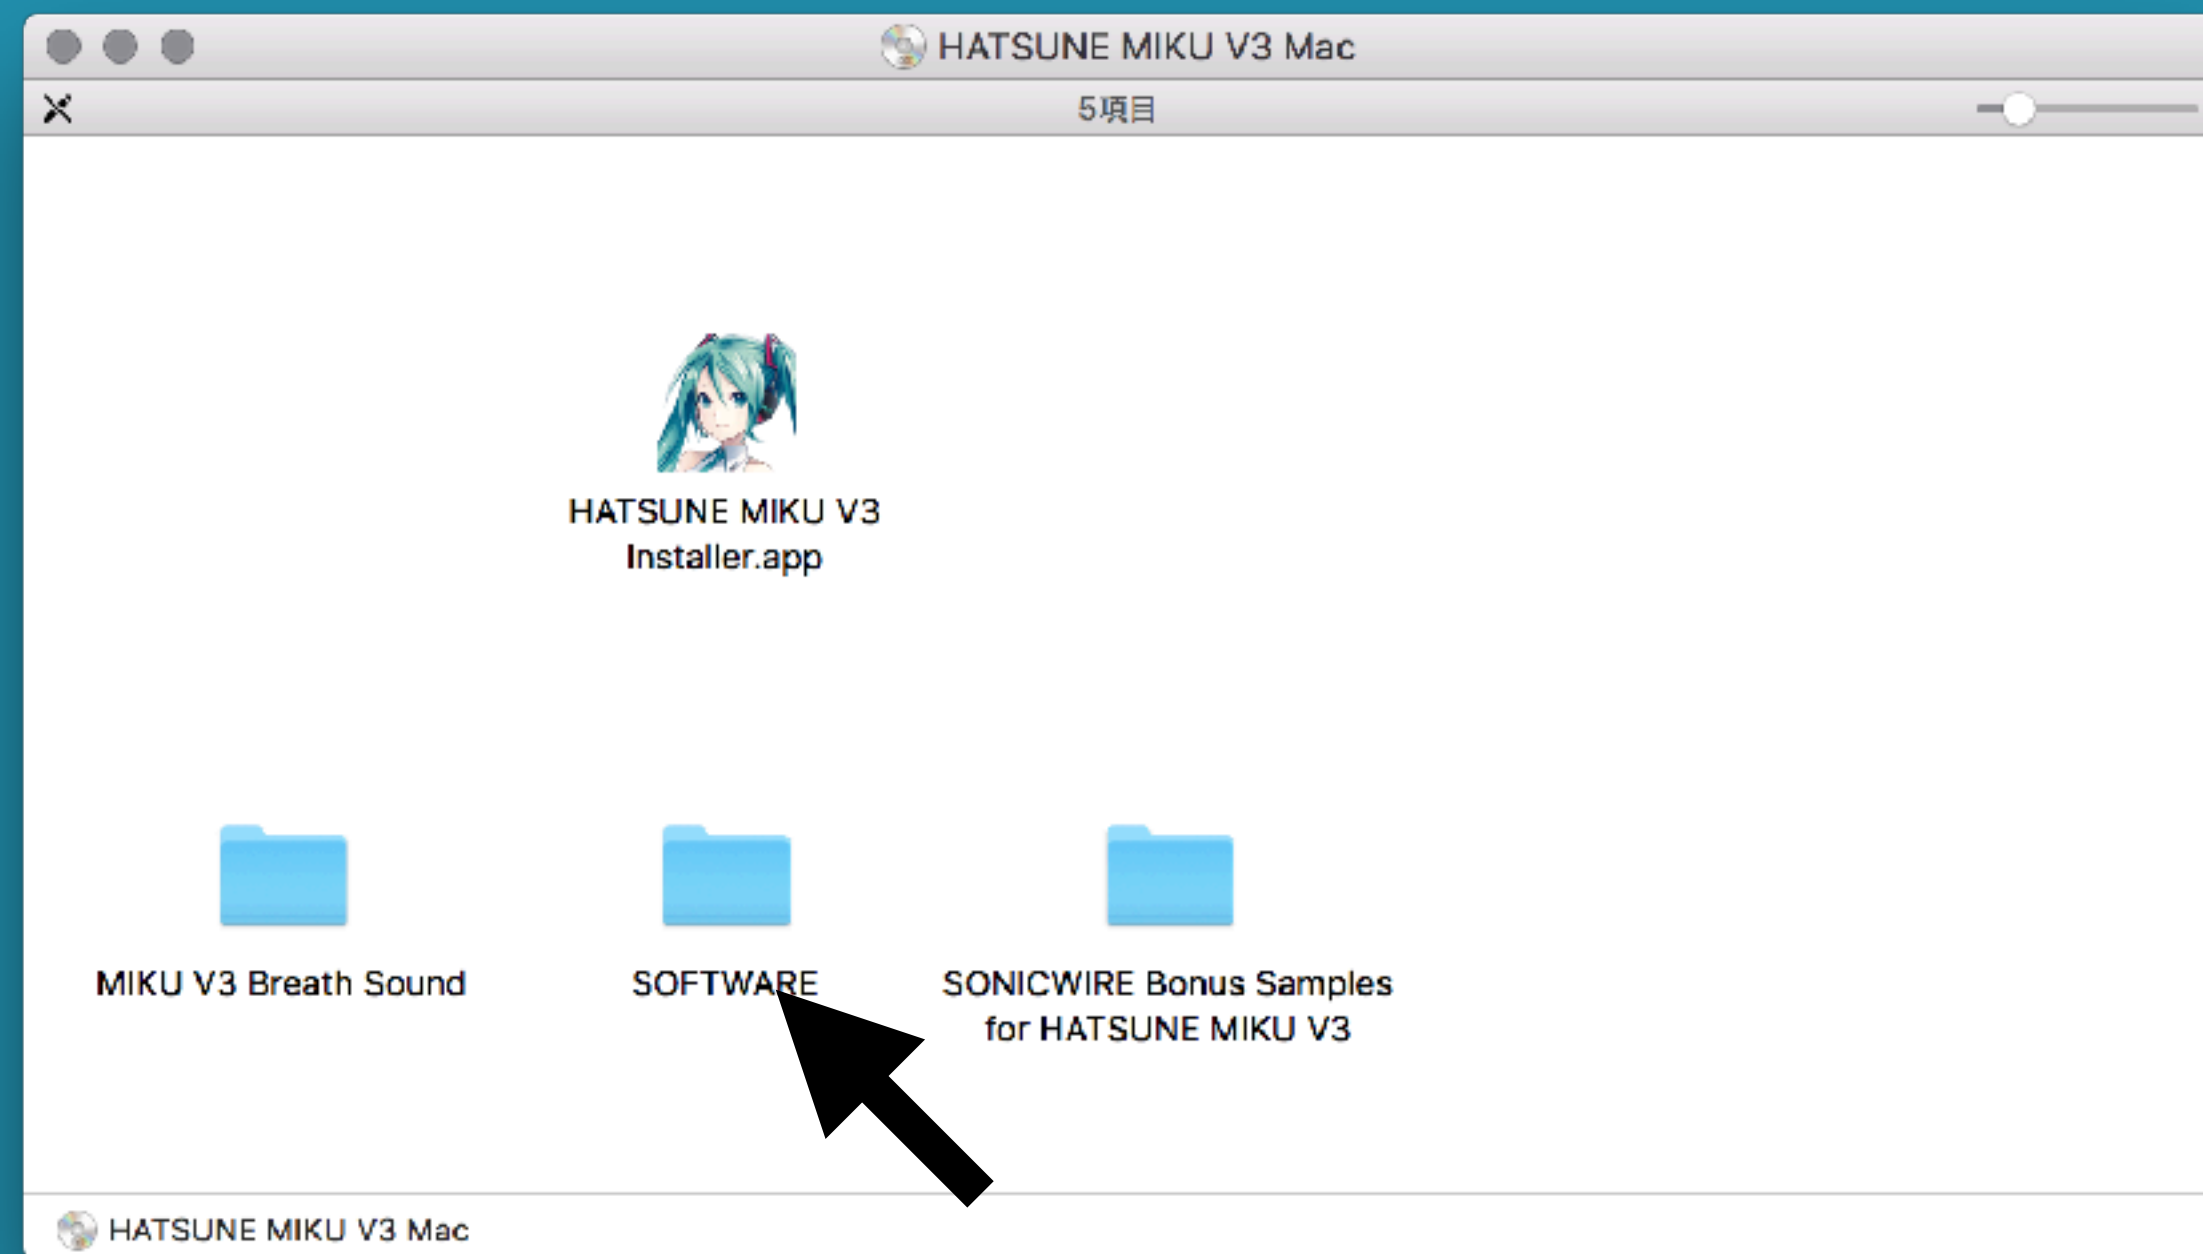 HATSUNE MIKU V3 Mac
5項目
HATSUNE MIKU V3
Installer.app
MIKU V3 Breath Sound
SOFTWARE
SONICWIRE Bonus Samples
for HATSUNE MIKU V3
HATSUNE MIKU V3 Mac